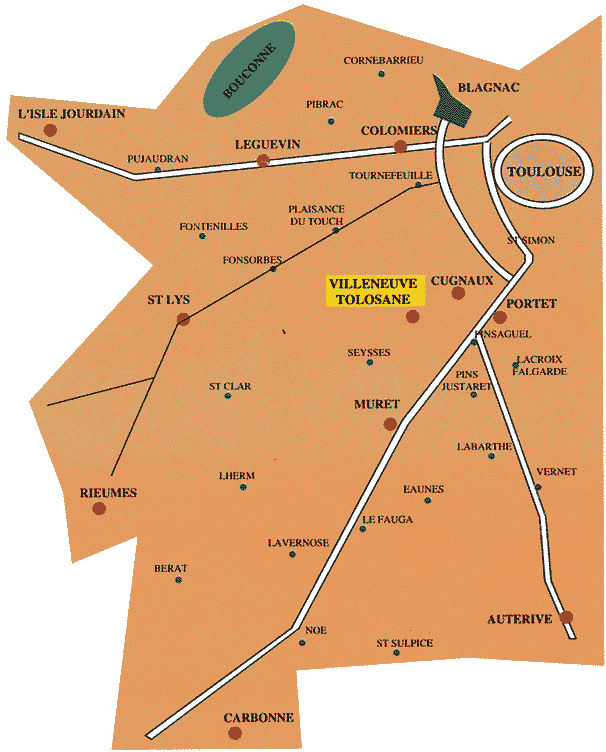 CORNEBARRIEU
BOUCONNE
BLAGNAC
PIBRAC
L'ISLE JOURDAIN
COLOMIERS
LEGUEVIN
PUJAUDRAN
TOULOUSE
TOURNEFEUILLE
PLAISANCE
DU TOUCH
FONTENILLES
ST SIMON
FONSORBES
VILLENEUVE
TOLOSANE
CUGNAUX
ST LYS
PORTET
PINSAGUEL
SEYSSES
LACROIX
FALGARDE
PINS
JUSTARET
ST CLAR
MURET
LABARTHE
LHERM
VERNET
EAUNES
RIEUMES
LE FAUGA
LAVERNOSE
BERAT
AUTERIVE
NOE
ST SULPICE
CARBONNE